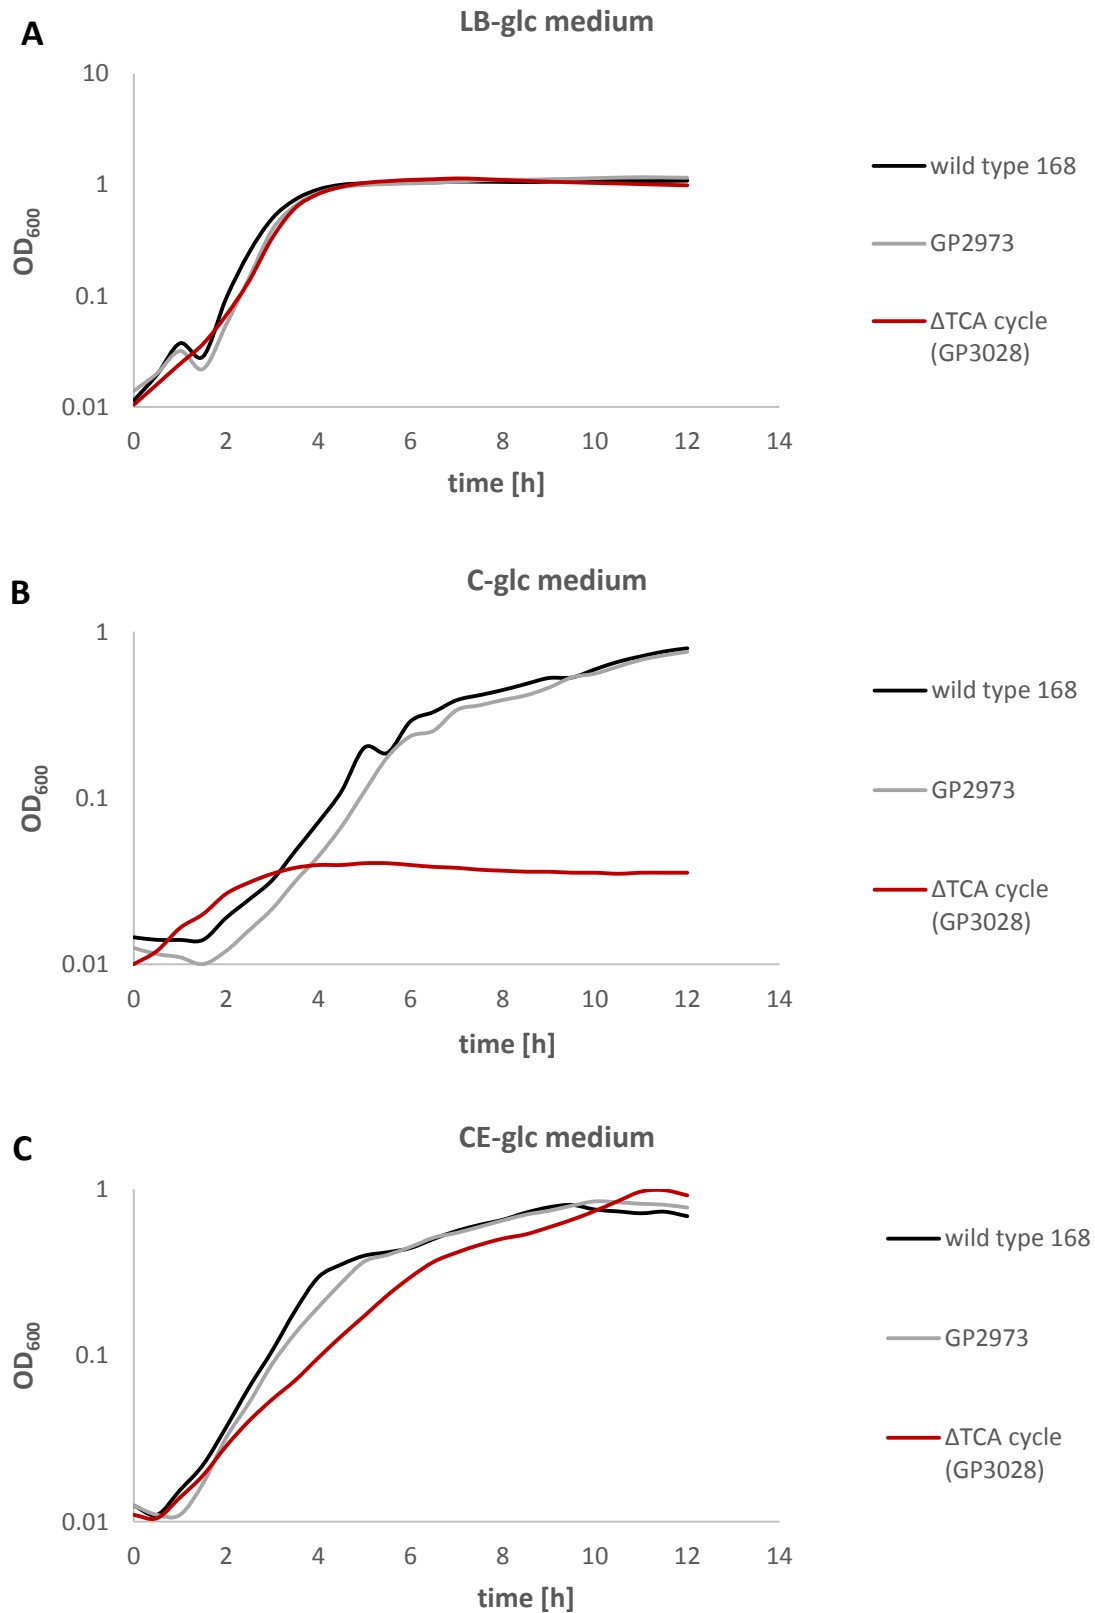 A
LB-glc medium
10
1
0.1
0.01
OD600
0 2 4 6 8 10 12 14
time [h]
wild type 168
GP2973
ΔTCA cycle
(GP3028)
B
C-glc medium
1
0.1
0.01
OD600
0 2 4 6 8 10 12 14
time [h]
wild type 168
GP2973
ΔTCA cycle
(GP3028)
C
CE-glc medium
1
0.1
0.01
OD600
0 2 4 6 8 10 12 14
time [h]
wild type 168
GP2973
ΔTCA cycle
(GP3028)